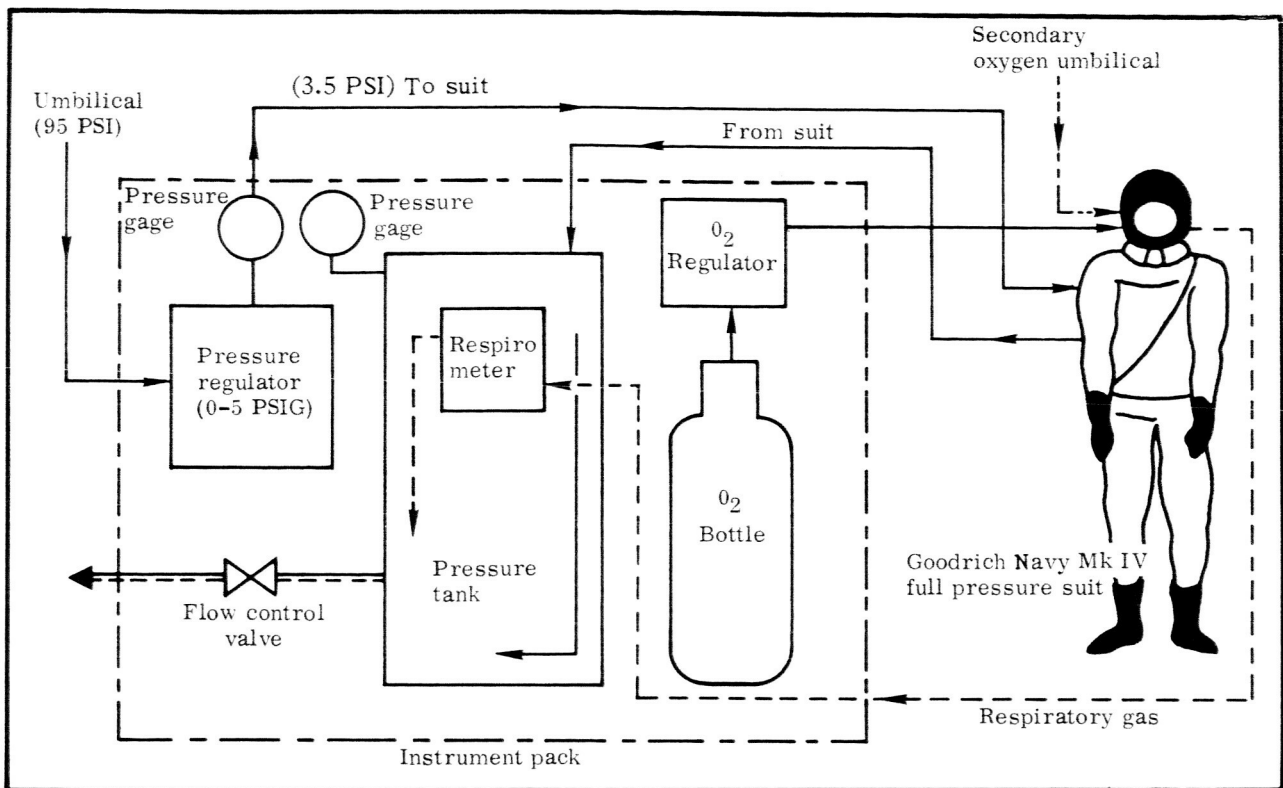 Secondary
oxygen umbilical
Umbilical
(95 PSI)
(3.5 PSI) To suit
From suit
Pressure
gage
Pressure
gage
O2
Regulator
Pressure
regulator
(0-5 PSIG)
Respiro
meter
O2
Bottle
Pressure
tank
Flow control
valve
Goodrich Navy Mk IV
full pressure suit
Respiratory gas
Instrument pack